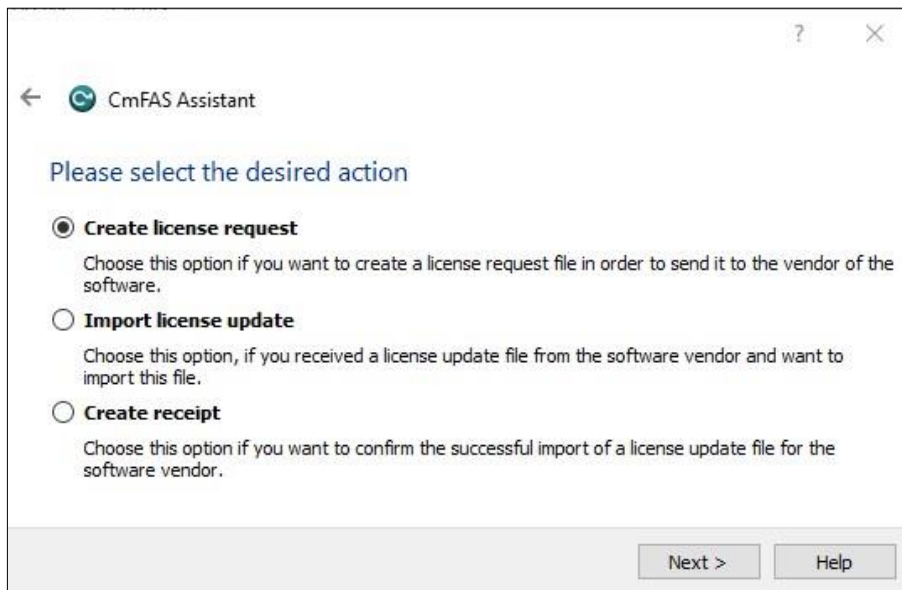 ?
CmFAS Assistant
Please select the desired action
Create license request
Choose this option if you want to create a license request file in order to send it to the vendor of the
software.
Import license update
Choose this option, if you received a license update file from the software vendor and want to
import this file.
Create receipt
Choose this option if you want to confirm the successful import of a license update file for the
software vendor.
Next > Help